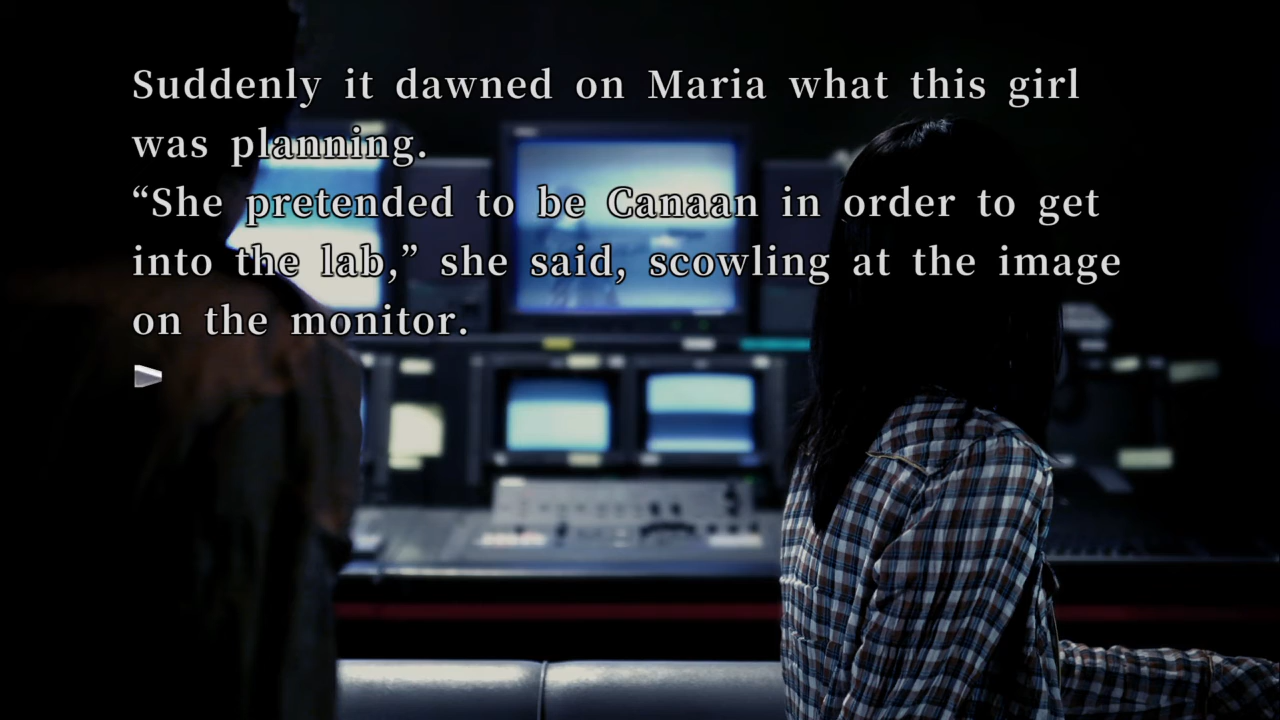 Suddenly it dawned on Maria what this girl
was planning.
“She pretended to be Canaan in order to get
into the lab,” she said, scowling at the image
on the monitor.